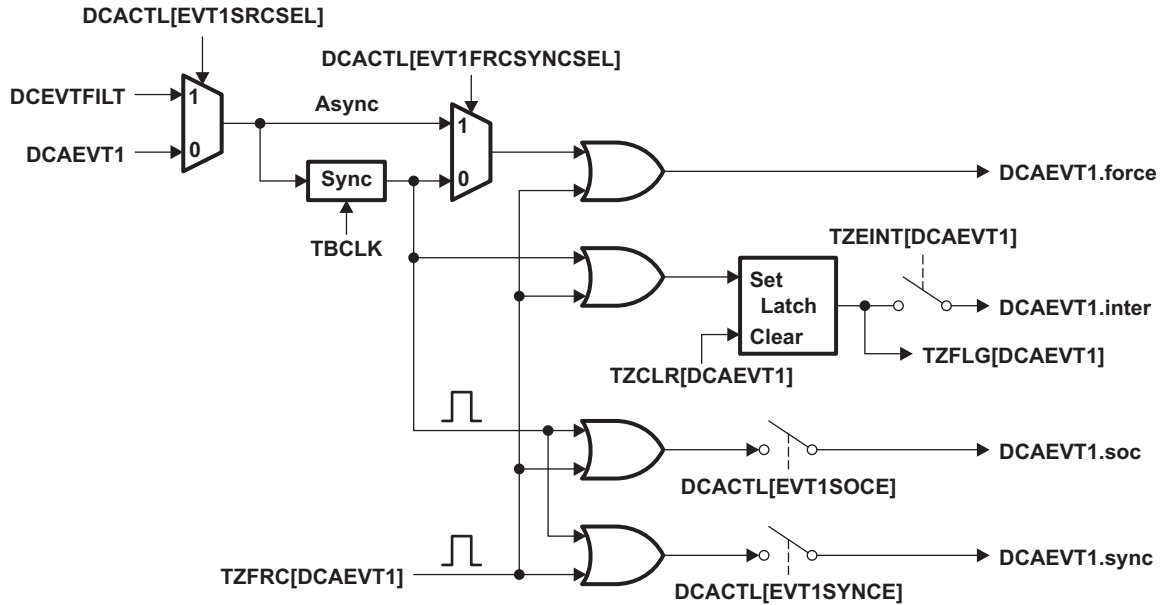 DCACTL[EVT1SRCSEL]
DCACTL[EVT1FRCSYNCSEL]
DCEVTFILT
1
Async
1
DCAEVT1
0
Sync
0
DCAEVT1.force
TBCLK
TZEINT[DCAEVT1]
Set
Latch
DCAEVT1.inter
Clear
TZFLG[DCAEVT1]
TZCLR[DCAEVT1]
DCAEVT1.soc
DCACTL[EVT1SOCE]
DCAEVT1.sync
TZFRC[DCAEVT1]
DCACTL[EVT1SYNCE]